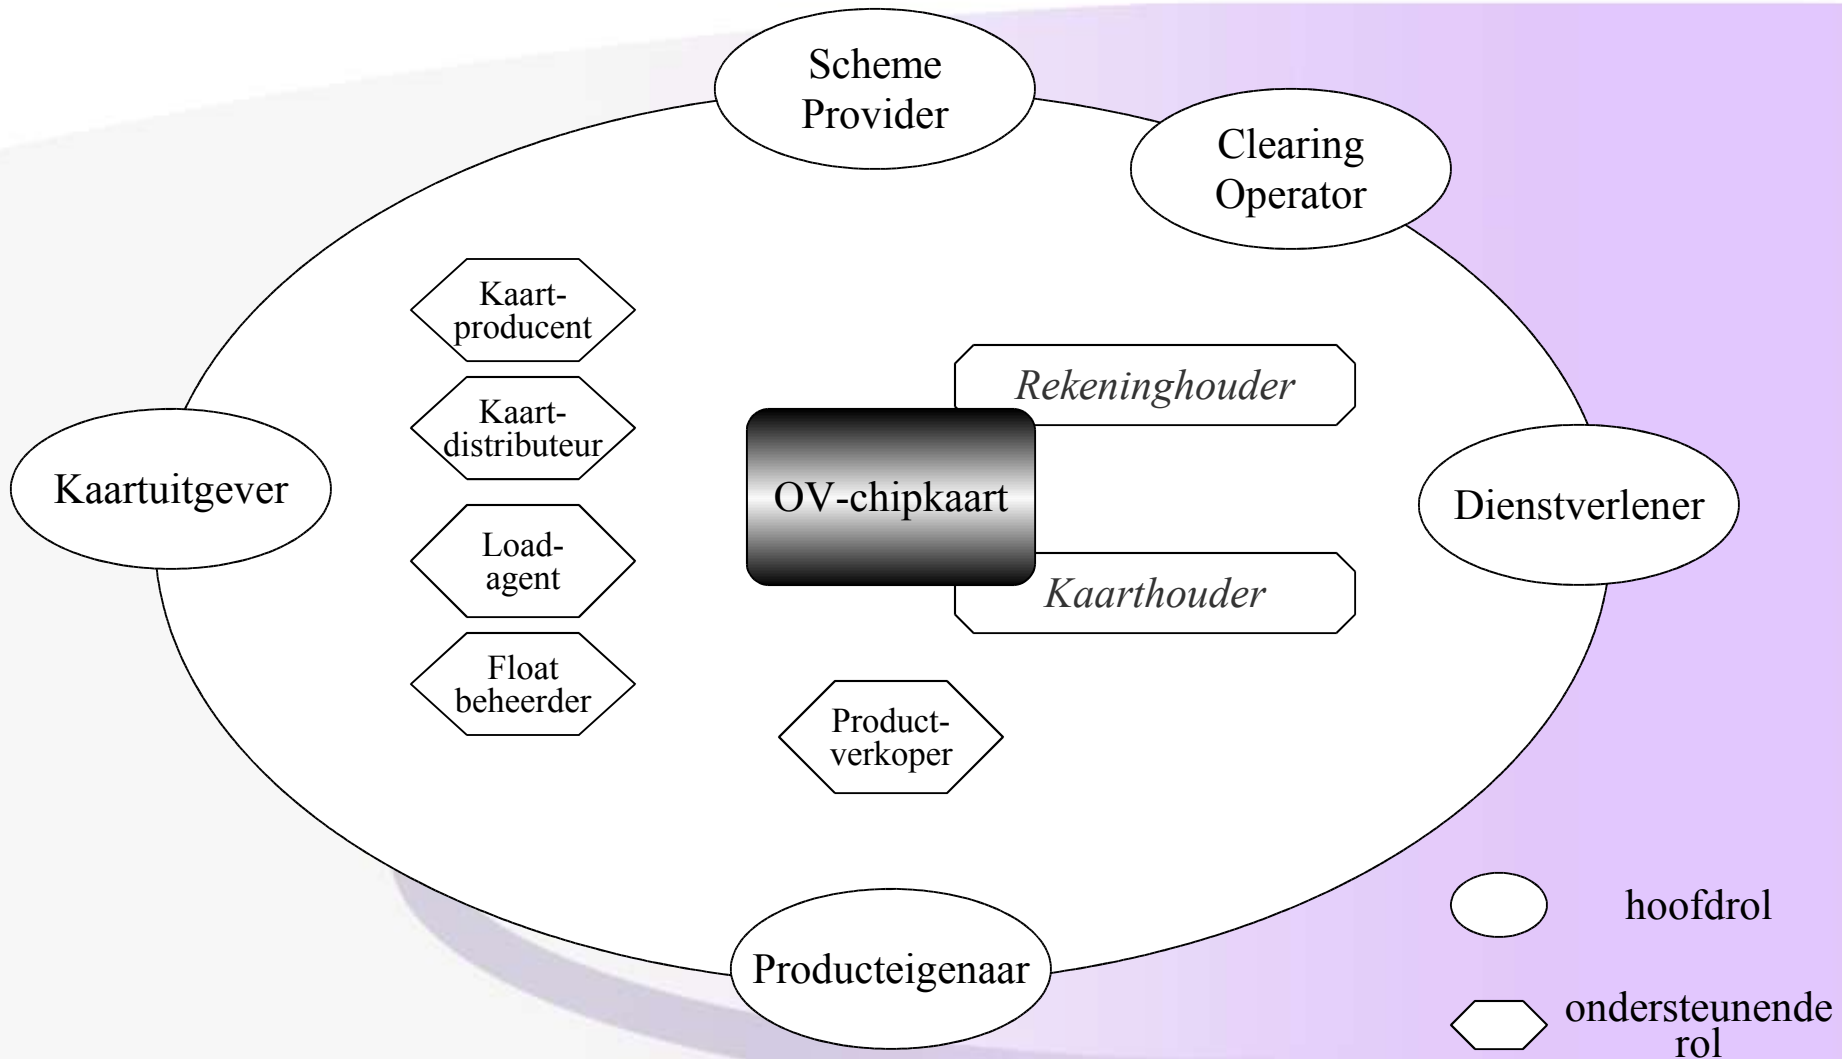 Scheme
Provider
Clearing
Operator
Kaart-
producent
Rekeninghouder
Kaart-
distributeur
Kaartuitgever
OV-chipkaart
Dienstverlener
Load-
agent
Kaarthouder
Float
beheerder
Product-
verkoper
Producteigenaar
hoofdrol
ondersteunende
rol